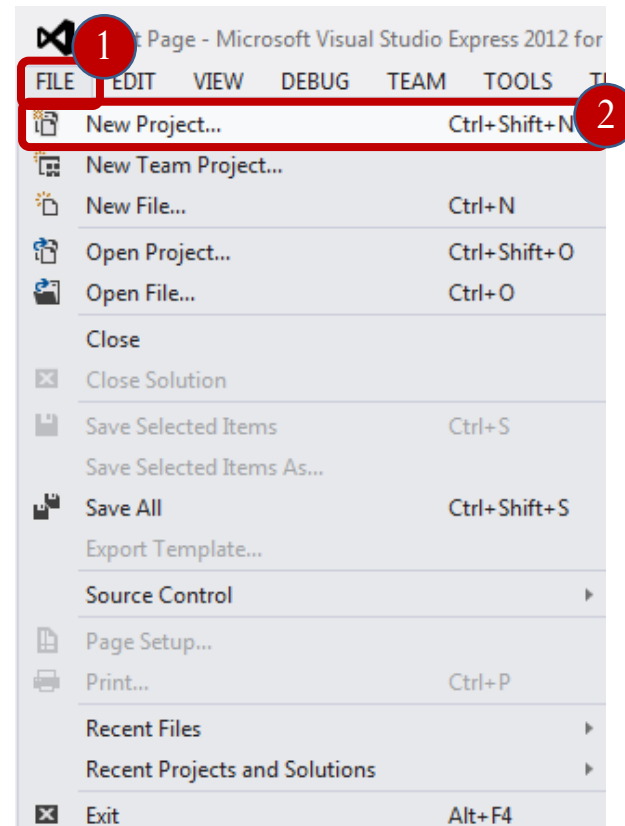 1
t Page - Microsoft Visual Studio Express 2012 for
FILE EDIT VIEW DEBUG TEAM TOOLS
New Project... Ctrl+Shift+N
2
New Team Project...
New File... Ctrl+N
Open Project... Ctrl+Shift+O
Open File... Ctrl+O
Close
Close Solution
Save Selected Items Ctrl+S
Save Selected Items As...
Save All Ctrl+Shift+S
Export Template...
Source Control
Page Setup...
Print... Ctrl+P
Recent Files
Recent Projects and Solutions
Exit Alt+F4